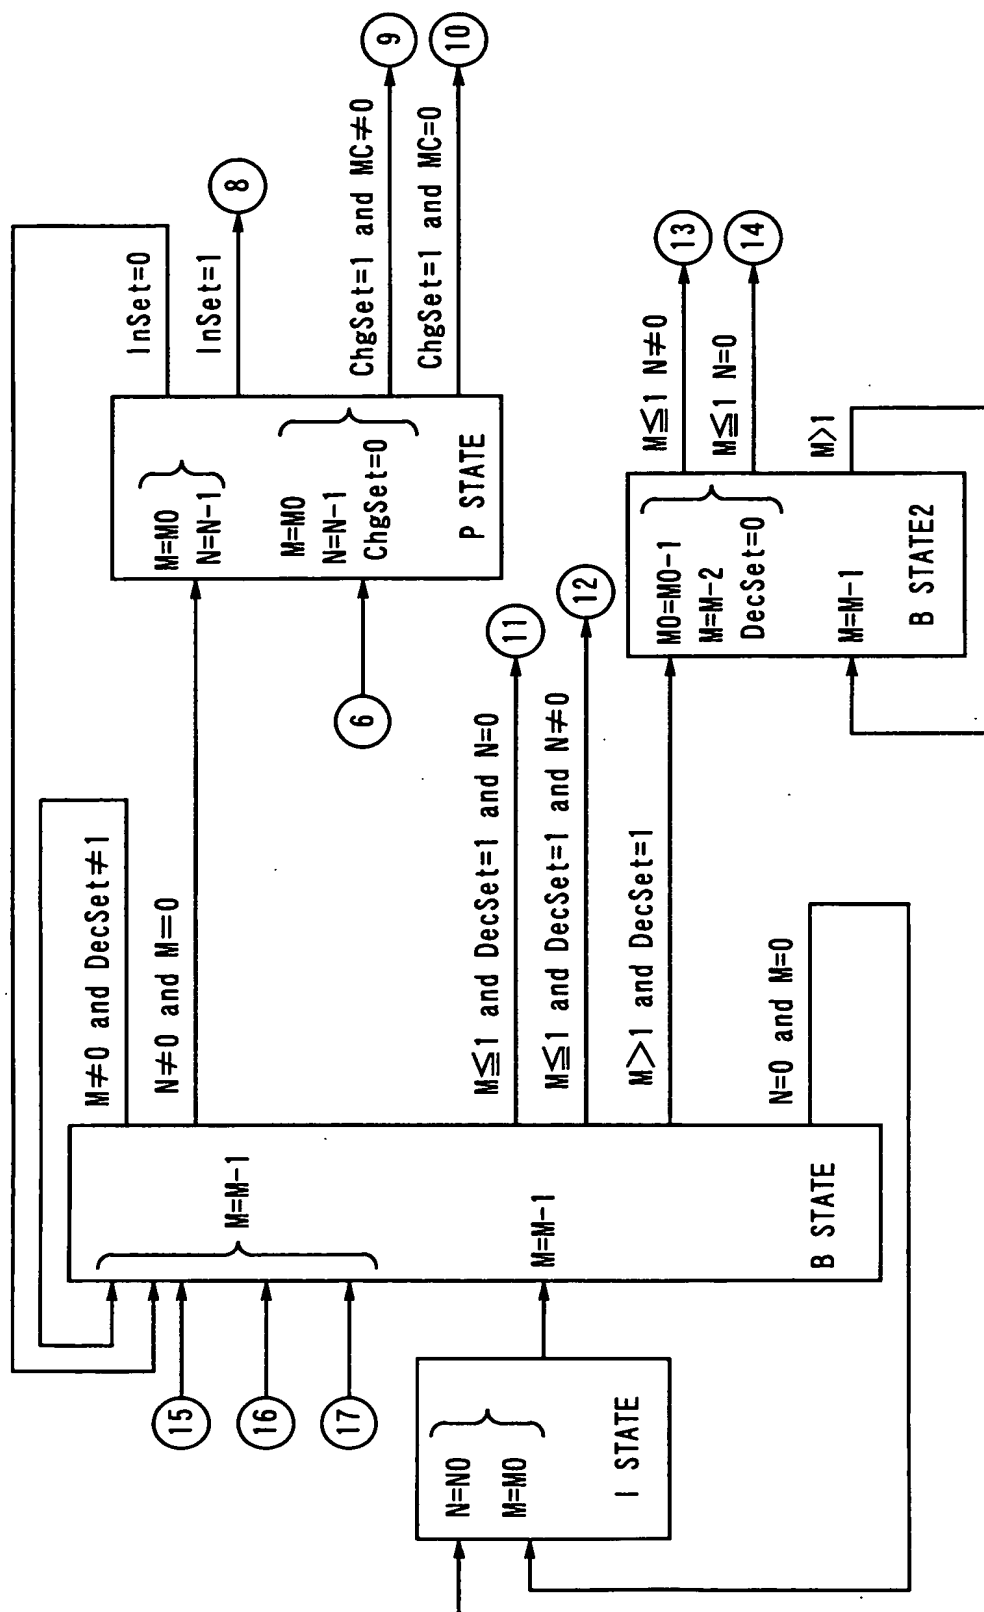 InSet=0
InSet=1
8
ChgSet=1 and MC≠0
9
ChgSet=1 and MC=0
10
M=M0
N=N-1
M=M0
N=N-1
ChgSet=0
P STATE
6
M≠0 and DecSet≠1
N≠0 and M=0
M≦1 and DecSet=1 and N=0
11
M≦1 and DecSet=1 and N≠0
12
M>1 and DecSet=1
N=0 and M=0
M≦1 N≠0
13
M≦1 N=0
14
M>1
M0=M0-1
M=M-2
DecSet=0
M=M-1
B STATE2
M=M-1
M=M-1
B STATE
15
16
17
N=N0
M=M0
I STATE